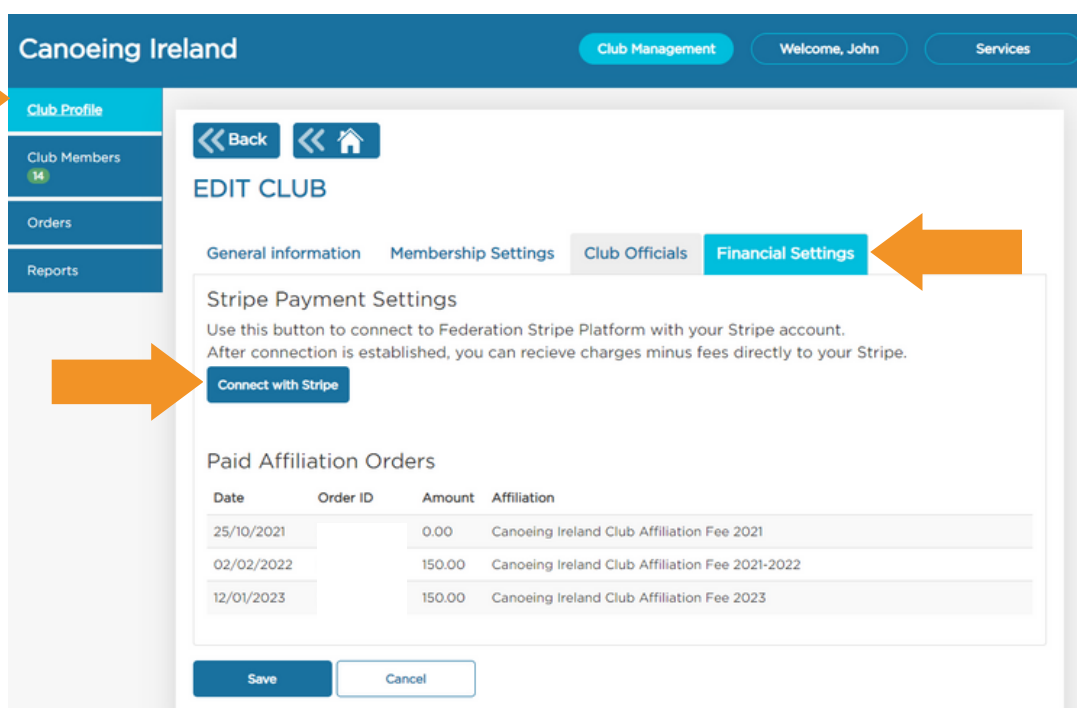 Canoeing Ireland
Club Management
Welcome, John
Services
Club Profile
Club Members
14
Orders
Reports
Back
EDIT CLUB
General information Membership Settings Club Officials Financial Settings
Stripe Payment Settings
Use this button to connect to Federation Stripe Platform with your Stripe account.
After connection is established, you can recieve charges minus fees directly to your Stripe.
Connect with Stripe
Paid Affiliation Orders
Date Order ID Amount Affiliation
25/10/2021 0.00 Canoeing Ireland Club Affiliation Fee 2021
02/02/2022 150.00 Canoeing Ireland Club Affiliation Fee 2021-2022
12/01/2023 150.00 Canoeing Ireland Club Affiliation Fee 2023
Save Cancel